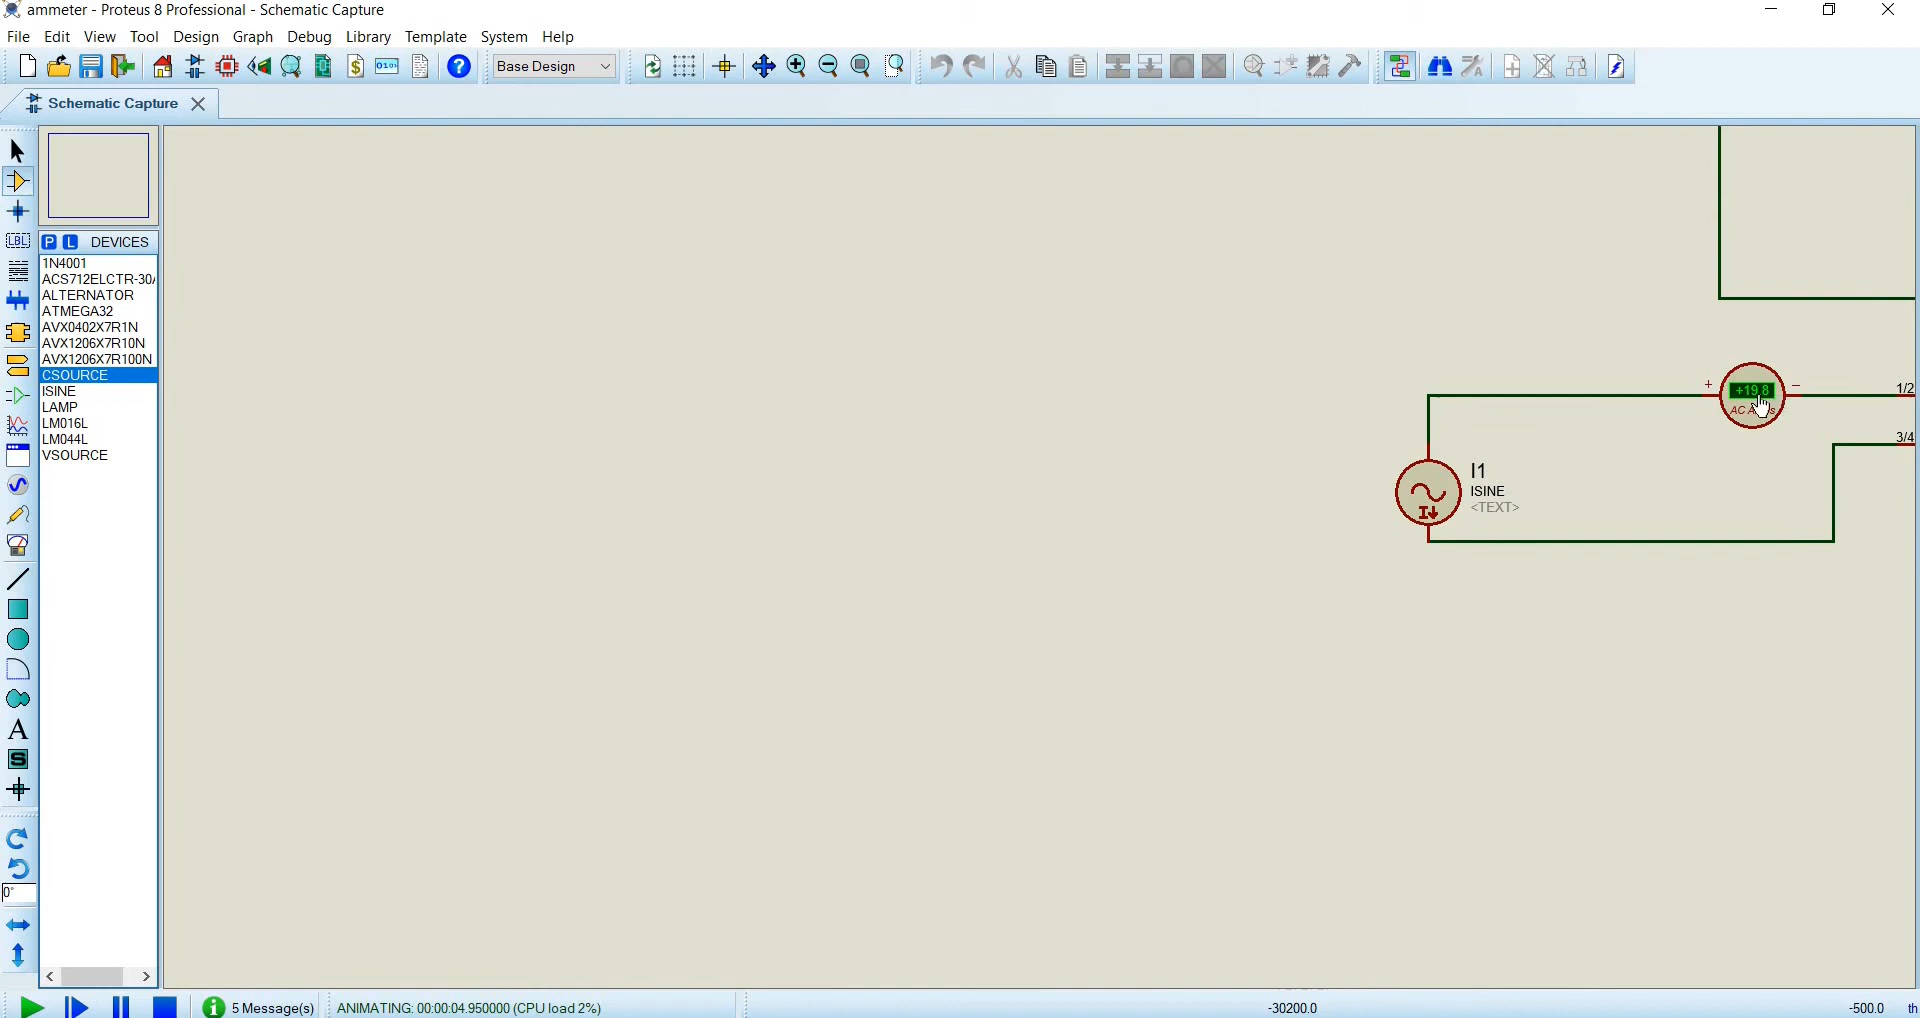 ammeter - Proteus 8 Professional - Schematic Capture
File Edit View Tool Design Graph Debug Library Template System Help
Base Design
Schematic Capture
LBL
P L DEVICES
1N4001
ACS712ELCTR-30A
ALTERNATOR
ATMEGA32
AVX0402X7R1N
AVX1206X7R10N
AVX1206X7R100N
CSOURCE
ISINE
LAMP
LM016L
LM044L
VSOURCE
+ +19.8 −
AC
1/2
3/4
I1
ISINE
<TEXT>
I
A
S
0°
5 Message(s) ANIMATING: 00:00:04.950000 (CPU load 2%) -30200.0 -500.0 th